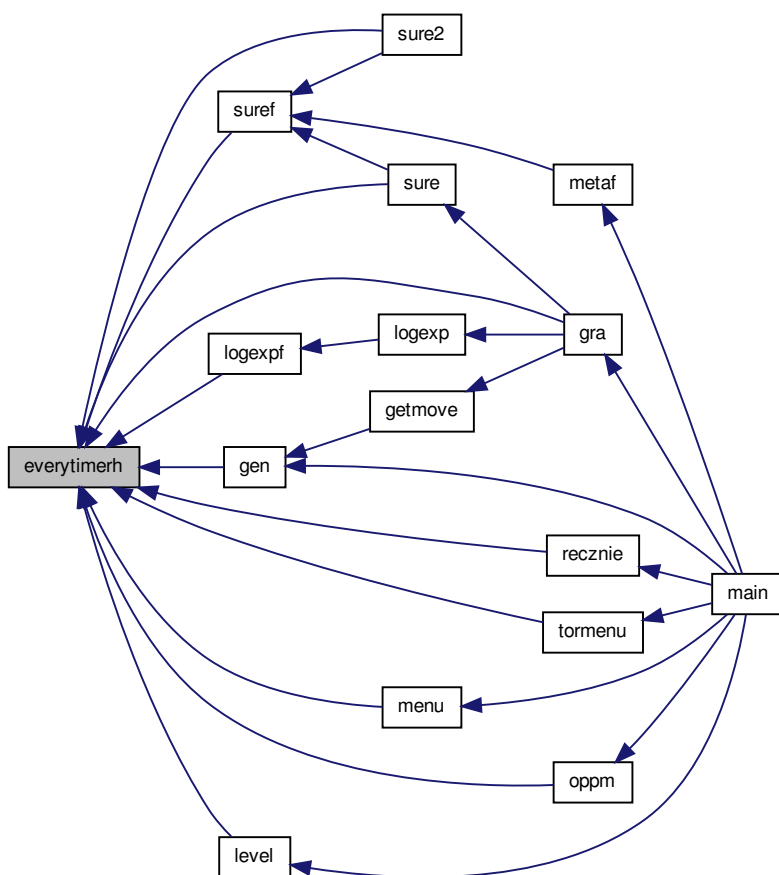 sure2
suref
sure
metaf
gra
logexp
logexpf
getmove
everytimerh
gen
recznie
main
tormenu
menu
oppm
level